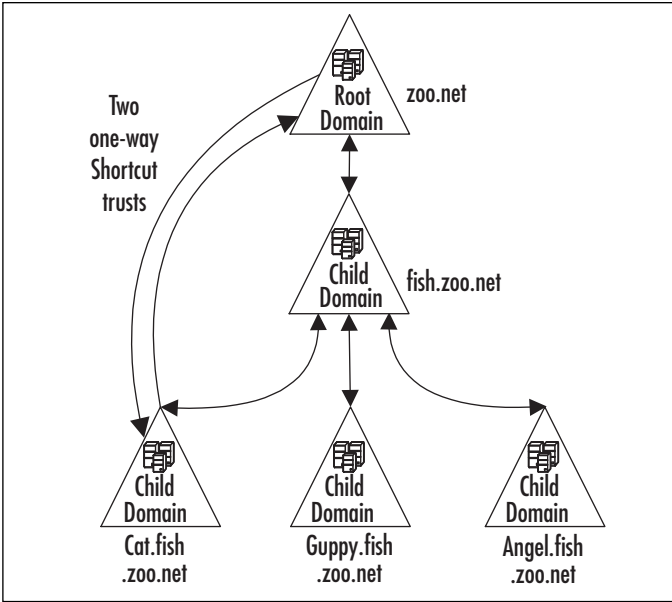 Two
one-way
Shortcut
trusts
Root
Domain
zoo.net
Child
Domain
fish.zoo.net
Child
Domain
Cat.fish
.zoo.net
Child
Domain
Guppy.fish
.zoo.net
Child
Domain
Angel.fish
.zoo.net